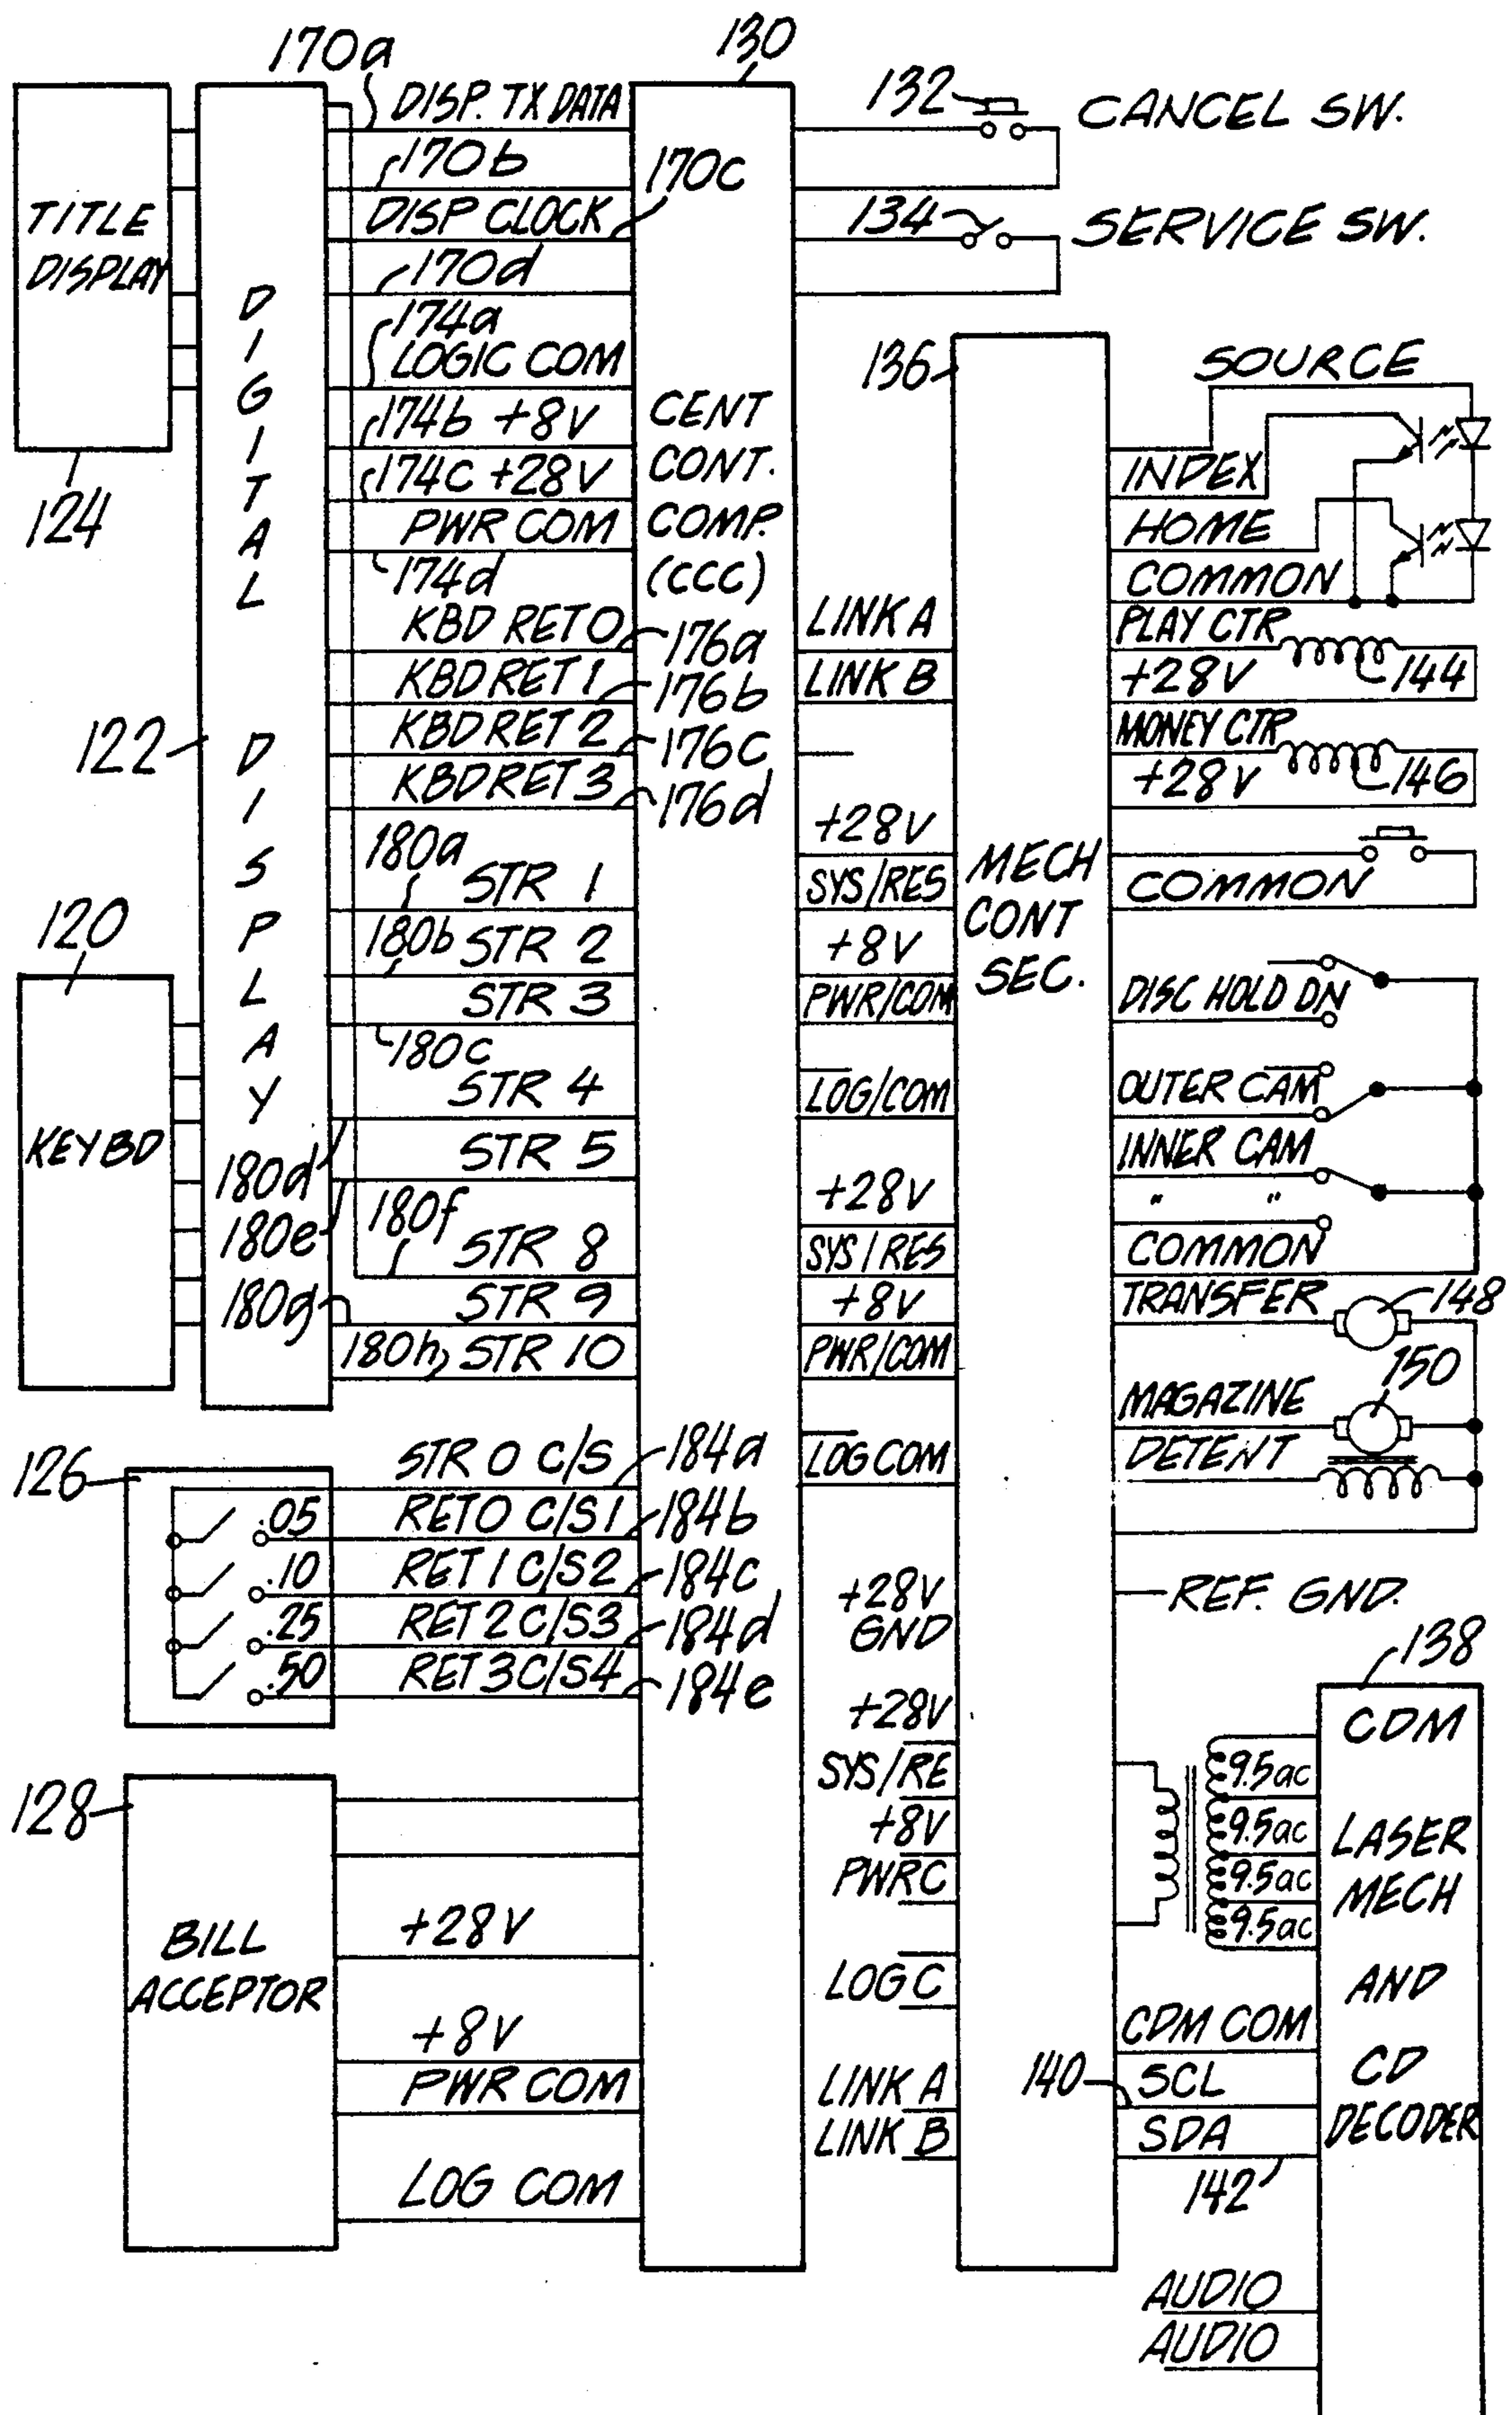 170a
130
DISP. TX DATA
132
CANCEL SW.
170b
170c
TITLE
DISPLAY
DISP CLOCK
134
SERVICE SW.
170d
174a
LOGIC COM
136
SOURCE
174b +8V
CENT
CONT.
COMP.
(CCC)
174c +28V
INDEX
124
PWR COM
HOME
174d
COMMON
DIGITAL
DISPLAY
122
KBD RET 0
176a
LINK A
PLAY CTR
KBD RET 1
176b
LINK B
+28V
144
KBD RET 2
176c
MONEY CTR
KBD RET 3
176d
+28V
146
180a
STR 1
+28V
SYS/RES
MECH
CONT
SEC.
COMMON
120
180b
STR 2
+8V
STR 3
PWR/COM
DISC HOLD DN
180c
STR 4
LOG/COM
OUTER CAM
KEYBD
STR 5
INNER CAM
180d
+28V
" "
180e
180f
STR 8
SYS/RES
COMMON
180g
STR 9
+8V
TRANSFER
148
180h
STR 10
PWR/COM
150
MAGAZINE
126
STR 0 C/S
184a
LOG COM
DETENT
.05
RET0 C/S1
184b
.10
RET 1 C/S2
184c
+28V
GND
REF. GND.
.25
RET 2 C/S3
184d
.50
RET 3 C/S4
184e
138
+28V
CDM
SYS/RE
9.5ac
128
+8V
9.5ac
LASER
PWRC
9.5ac
MECH
BILL
ACCEPTOR
+28V
9.5ac
LOG C
AND
+8V
CDM COM
PWR COM
LINK A
140
SCL
CD
LINK B
SDA
DECODER
LOG COM
142
AUDIO
AUDIO